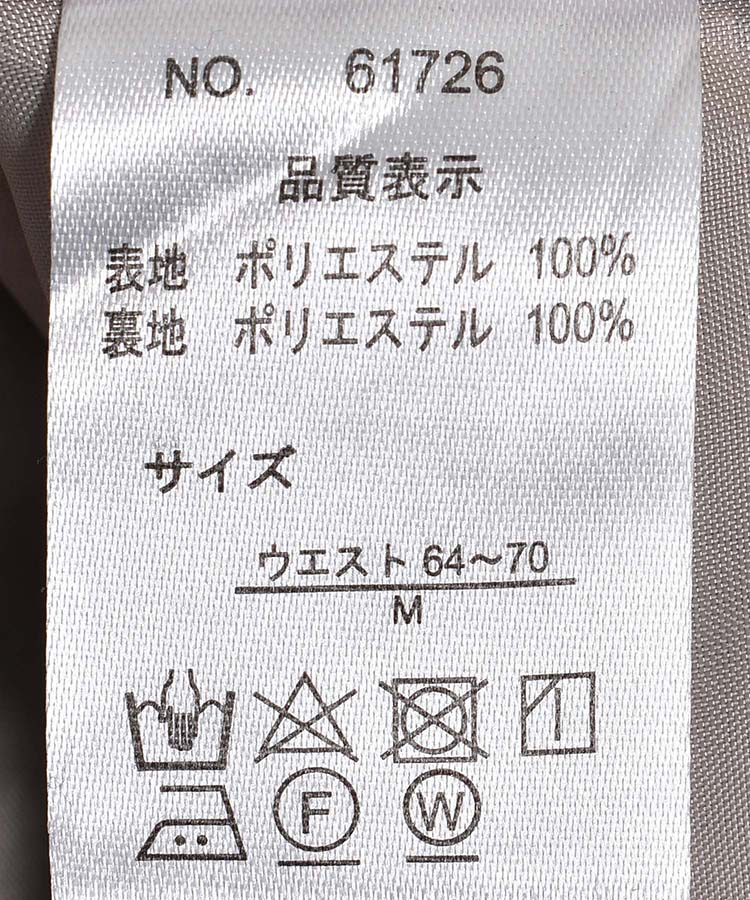 NO. 61726
品質表示
表地 ポリエステル 100%
裏地 ポリエステル 100%
サイズ
ウエスト 64～70
M
F W